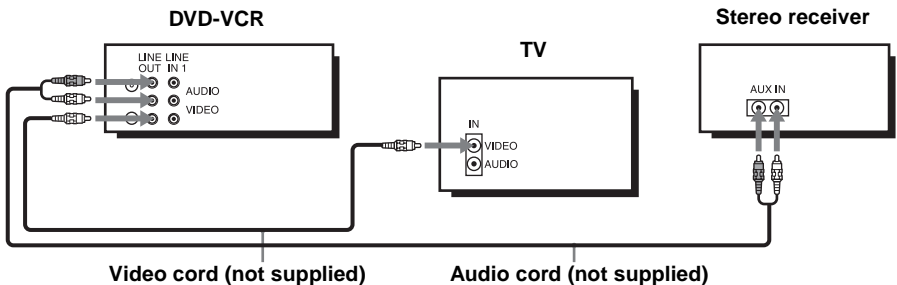 DVD-VCR
LINE LINE
OUT IN 1
AUDIO
VIDEO
TV
IN
VIDEO
AUDIO
Stereo receiver
AUX IN
Video cord (not supplied)
Audio cord (not supplied)